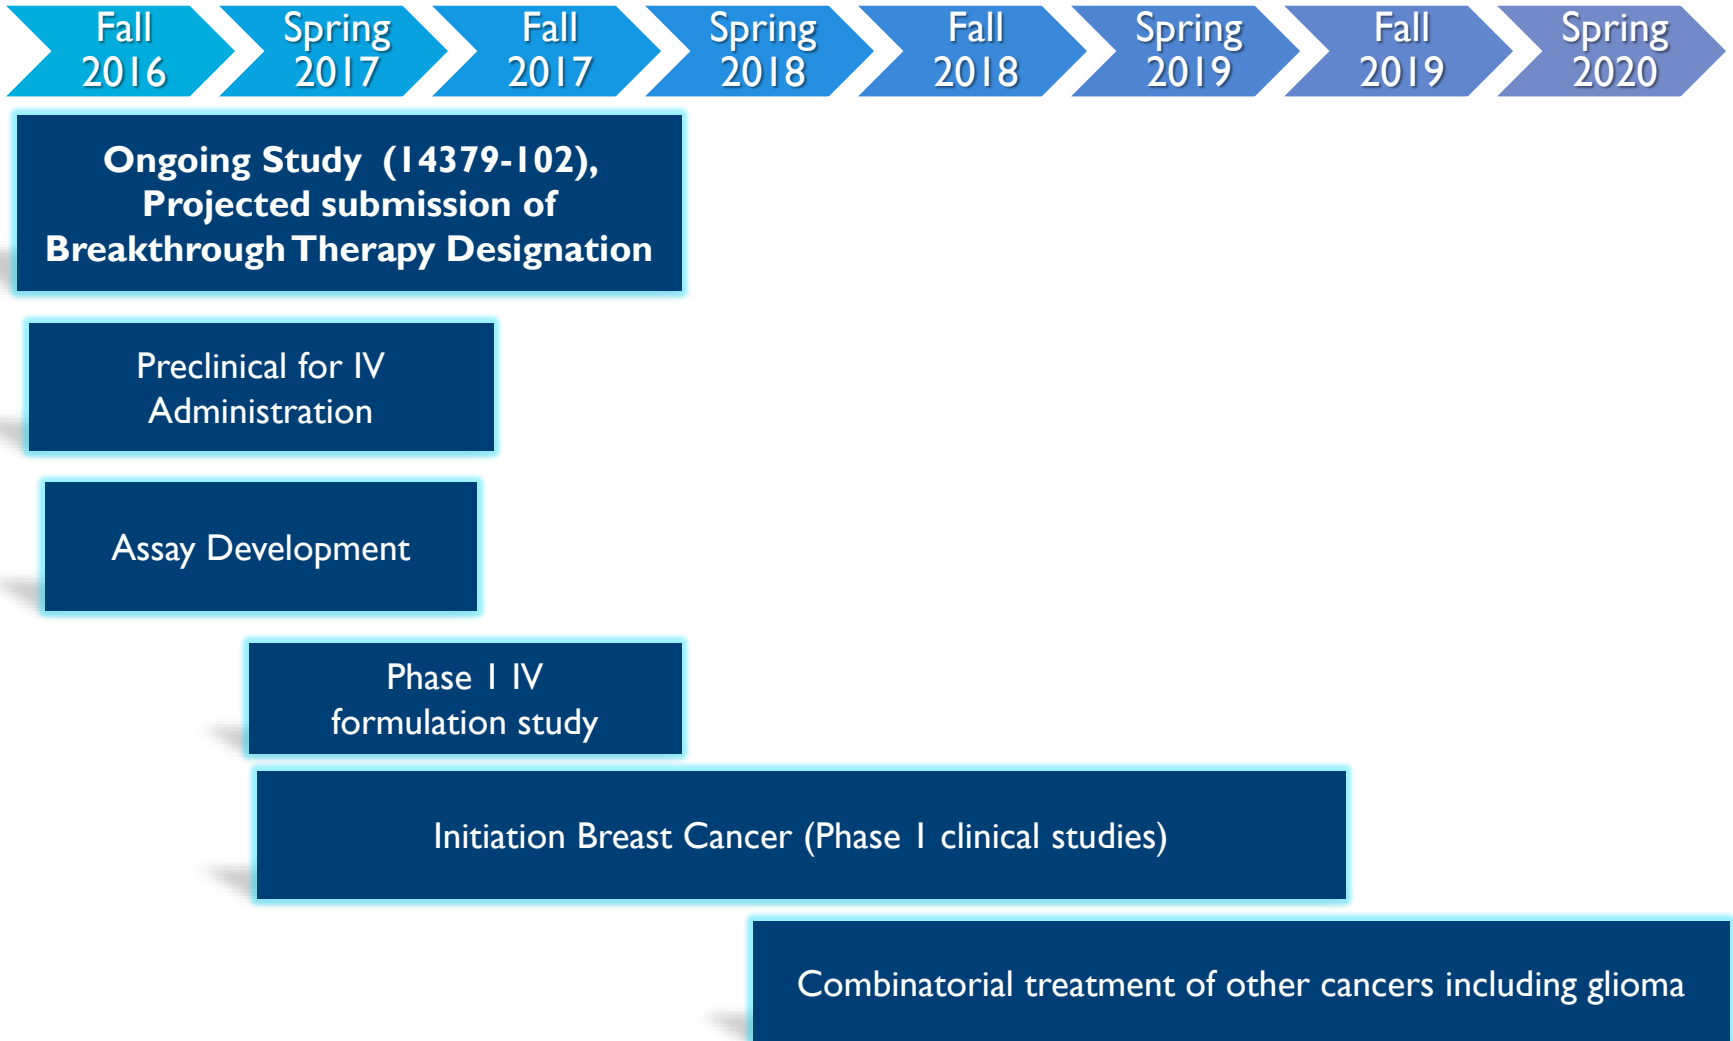 Fall
2016
Spring
2017
Fall
2017
Spring
2018
Fall
2018
Spring
2019
Fall
2019
Spring
2020
Ongoing Study (14379-102),
Projected submission of
Breakthrough Therapy Designation
Preclinical for IV
Administration
Assay Development
Phase 1 IV
formulation study
Initiation Breast Cancer (Phase 1 clinical studies)
Combinatorial treatment of other cancers including glioma